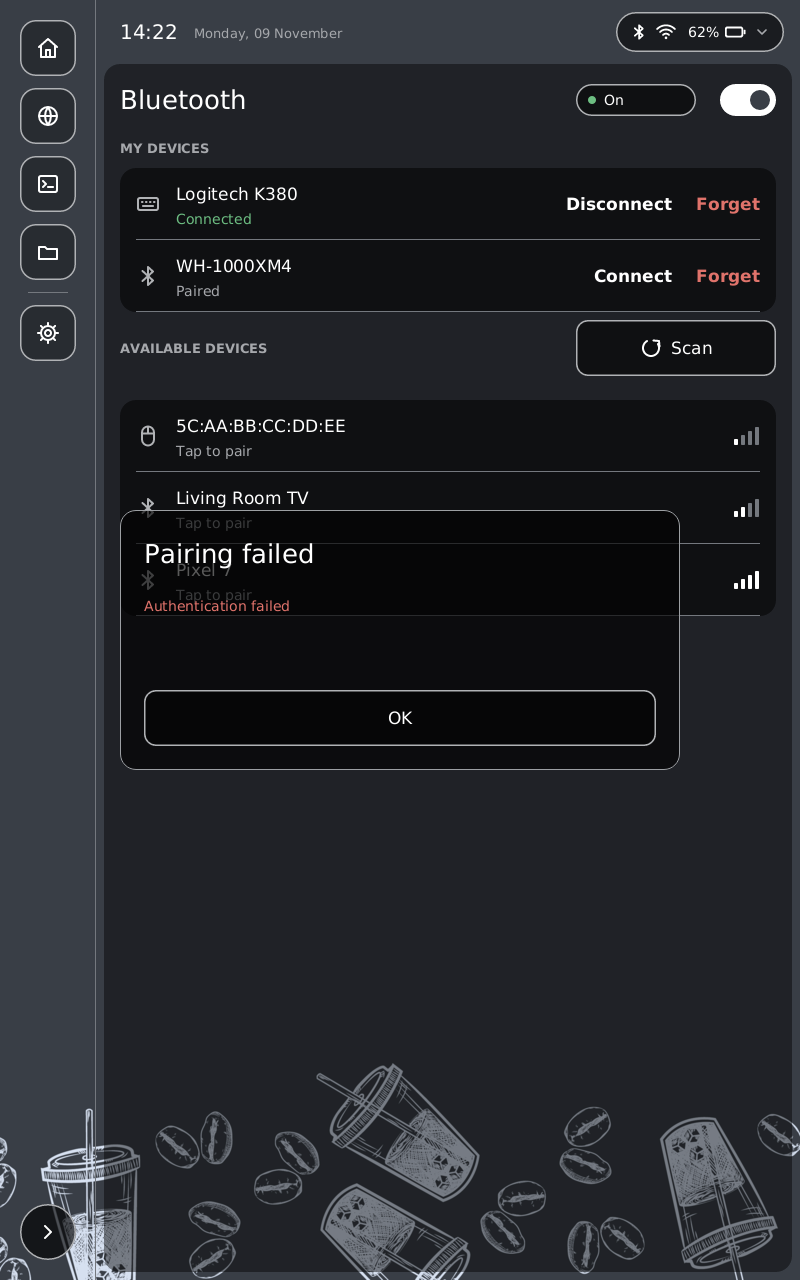 14:22 Monday, 09 November 62%
Bluetooth On
MY DEVICES
Logitech K380
Connected
Disconnect Forget
WH-1000XM4
Paired
Connect Forget
AVAILABLE DEVICES Scan
5C:AA:BB:CC:DD:EE
Tap to pair
Living Room TV
Tap to pair
Pairing failed
Pixel 7
Tap to pair
Authentication failed
OK